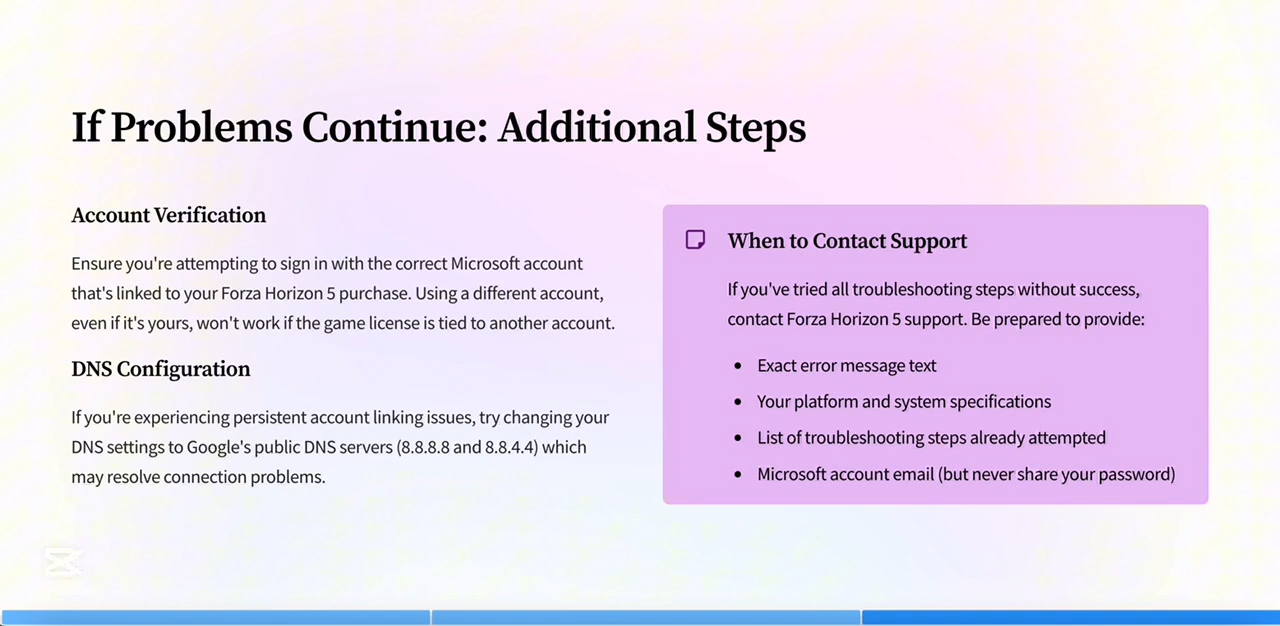 If Problems Continue: Additional Steps
Account Verification
Ensure you're attempting to sign in with the correct Microsoft account
that's linked to your Forza Horizon 5 purchase. Using a different account,
even if it's yours, won't work if the game license is tied to another account.
DNS Configuration
If you're experiencing persistent account linking issues, try changing your
DNS settings to Google's public DNS servers (8.8.8.8 and 8.8.4.4) which
may resolve connection problems.
When to Contact Support
If you've tried all troubleshooting steps without success,
contact Forza Horizon 5 support. Be prepared to provide:
• Exact error message text
• Your platform and system specifications
• List of troubleshooting steps already attempted
• Microsoft account email (but never share your password)